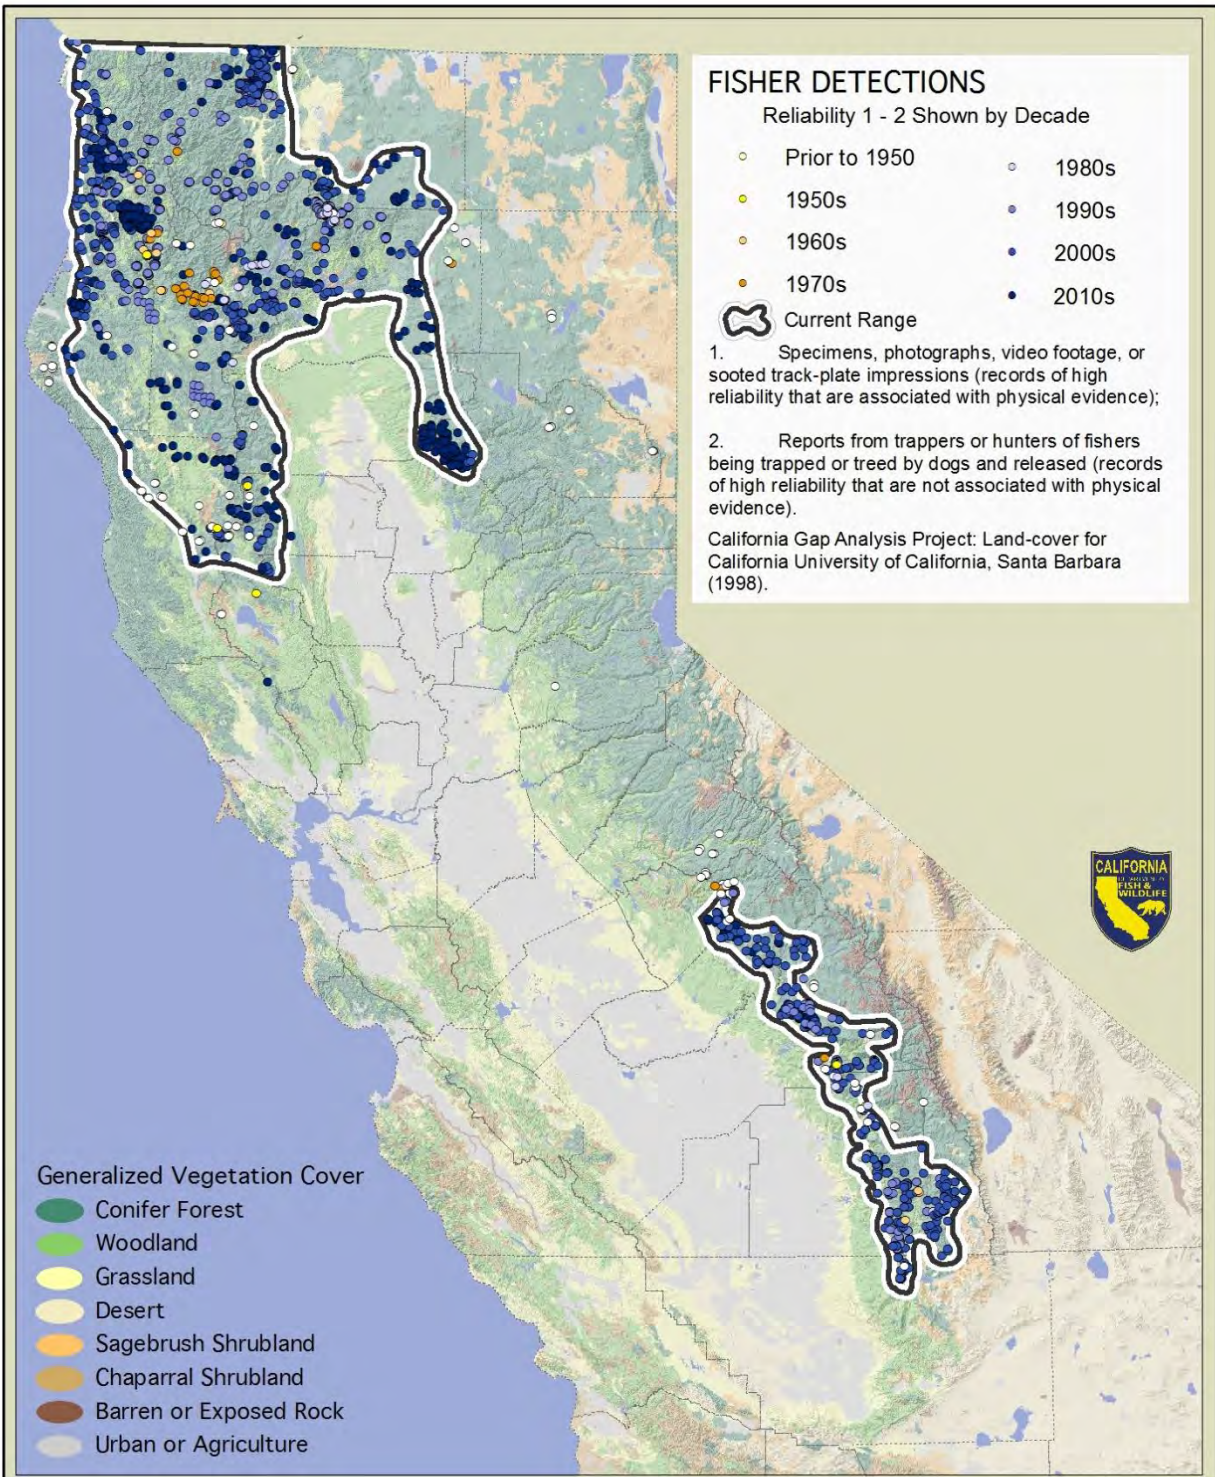 FISHER DETECTIONS
Reliability 1 - 2 Shown by Decade
Prior to 1950
1950s
1960s
1970s
1980s
1990s
2000s
2010s
Current Range
1. Specimens, photographs, video footage, or
sooted track-plate impressions (records of high
reliability that are associated with physical evidence);
2. Reports from trappers or hunters of fishers
being trapped or treed by dogs and released (records
of high reliability that are not associated with physical
evidence).
California Gap Analysis Project: Land-cover for
California University of California, Santa Barbara
(1998).
CALIFORNIA
FISH &
WILDLIFE
Generalized Vegetation Cover
Conifer Forest
Woodland
Grassland
Desert
Sagebrush Shrubland
Chaparral Shrubland
Barren or Exposed Rock
Urban or Agriculture